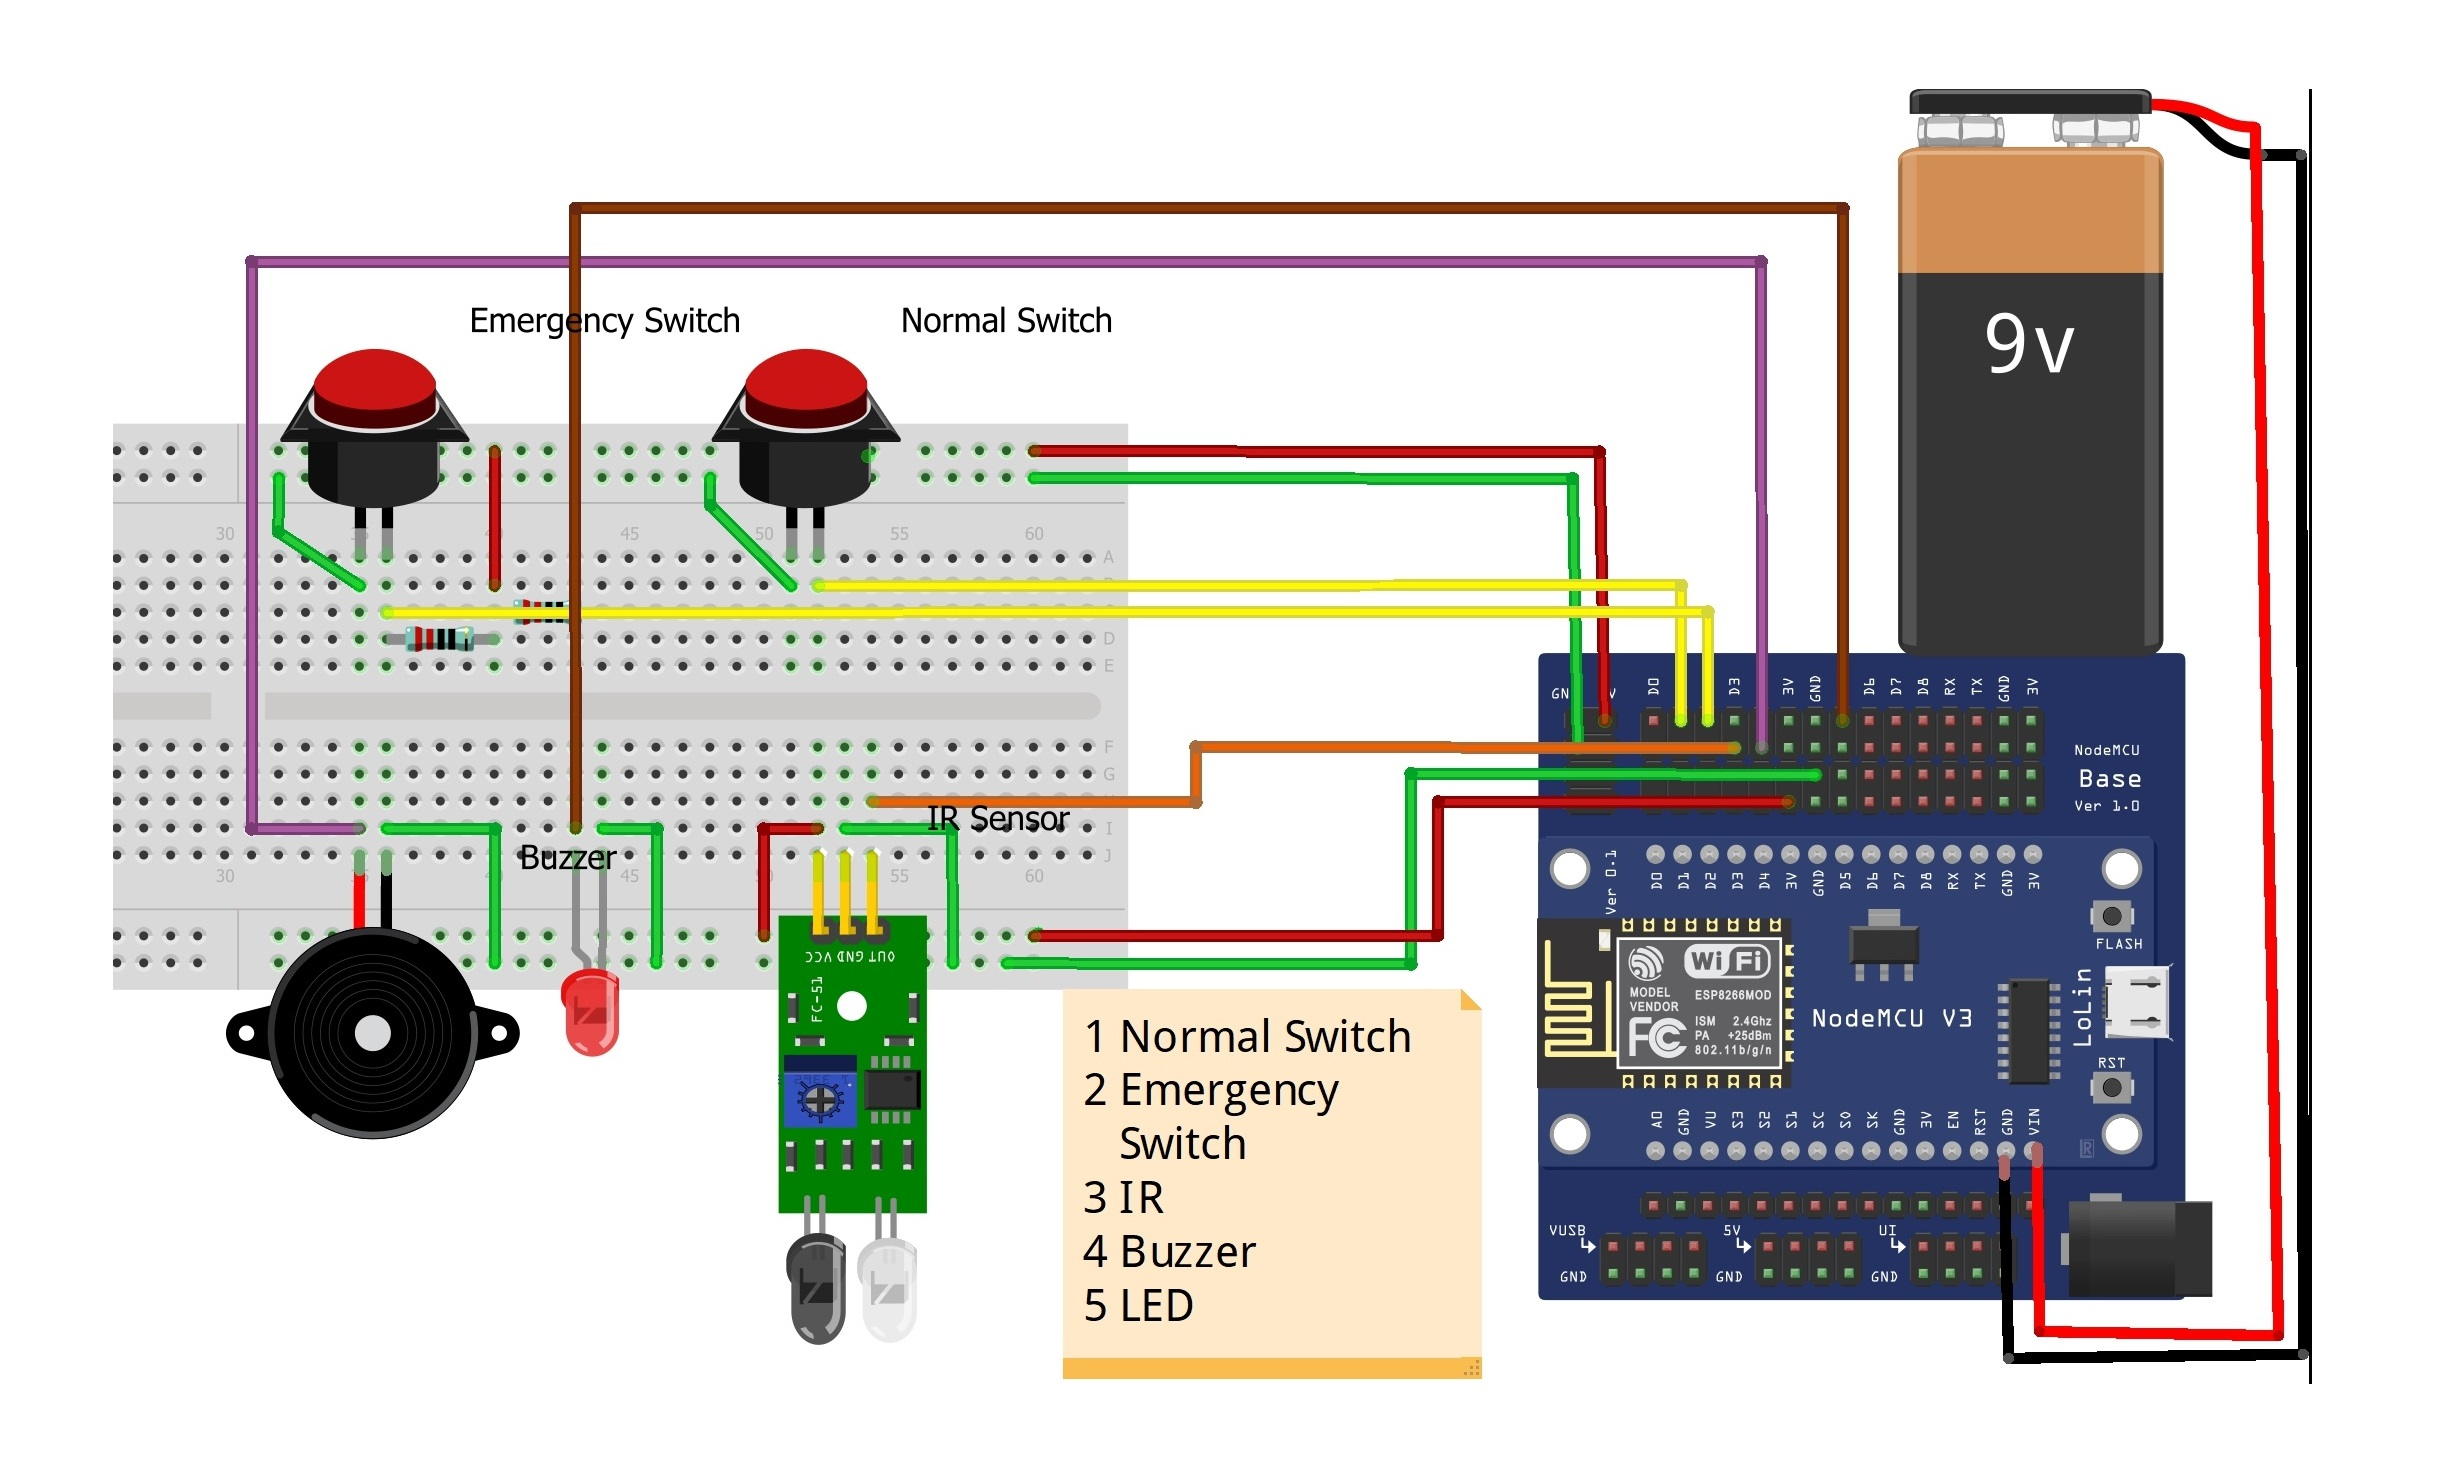 9v
Emergency Switch
Normal Switch
30 45 50 55 60
A
D
E
GN V D0 D3 3V GND D6 D7 D8 RX TX GND 3V
F
G
I
J
NodeMCU
Base
Ver 1.0
IR Sensor
Buzzer
30 45 55 60
Ver 0.1
D0 D1 D2 D3 D4 3V GND D5 D6 D7 D8 RX TX GND 3V
FLASH
VCC GND OUT
FC-51
WiFi
MODEL ESP8266MOD
VENDOR
ISM 2.4Ghz
PA +25dBm
802.11b/g/n
FC
NodeMCU V3
LoLin
RST
1 Normal Switch
2 Emergency
Switch
3 IR
4 Buzzer
5 LED
A0 GND VU S3 S2 S1 SC S0 SK GND 3V EN RST GND VIN
VUSB 5V UI
GND GND GND